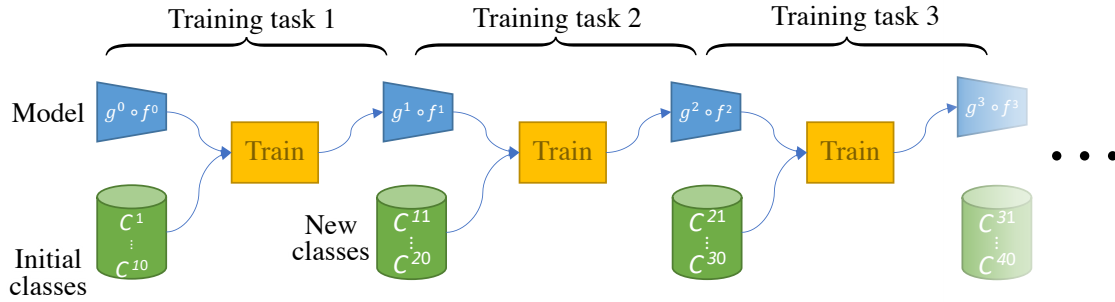 Training task 1
Training task 2
Training task 3
Model
g⁰ ∘ f⁰
g¹ ∘ f¹
g² ∘ f²
g³ ∘ f³
Train
Train
Train
• • •
Initial
classes
C¹
⋮
C¹⁰
New
classes
C¹¹
⋮
C²⁰
C²¹
⋮
C³⁰
C³¹
⋮
C⁴⁰